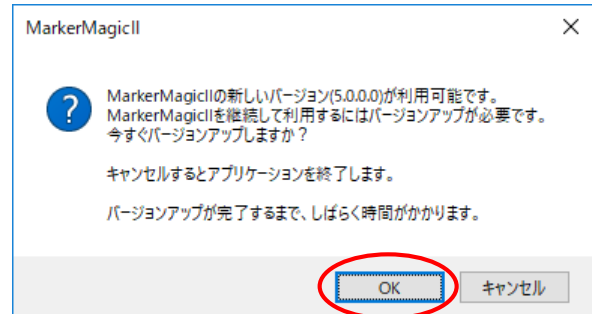 MarkerMagicII
MarkerMagicIIの新しいバージョン(5.0.0.0)が利用可能です。
MarkerMagicIIを継続して利用するにはバージョンアップが必要です。
今すぐバージョンアップしますか？
キャンセルするとアプリケーションを終了します。
バージョンアップが完了するまで、しばらく時間がかかります。
OK キャンセル